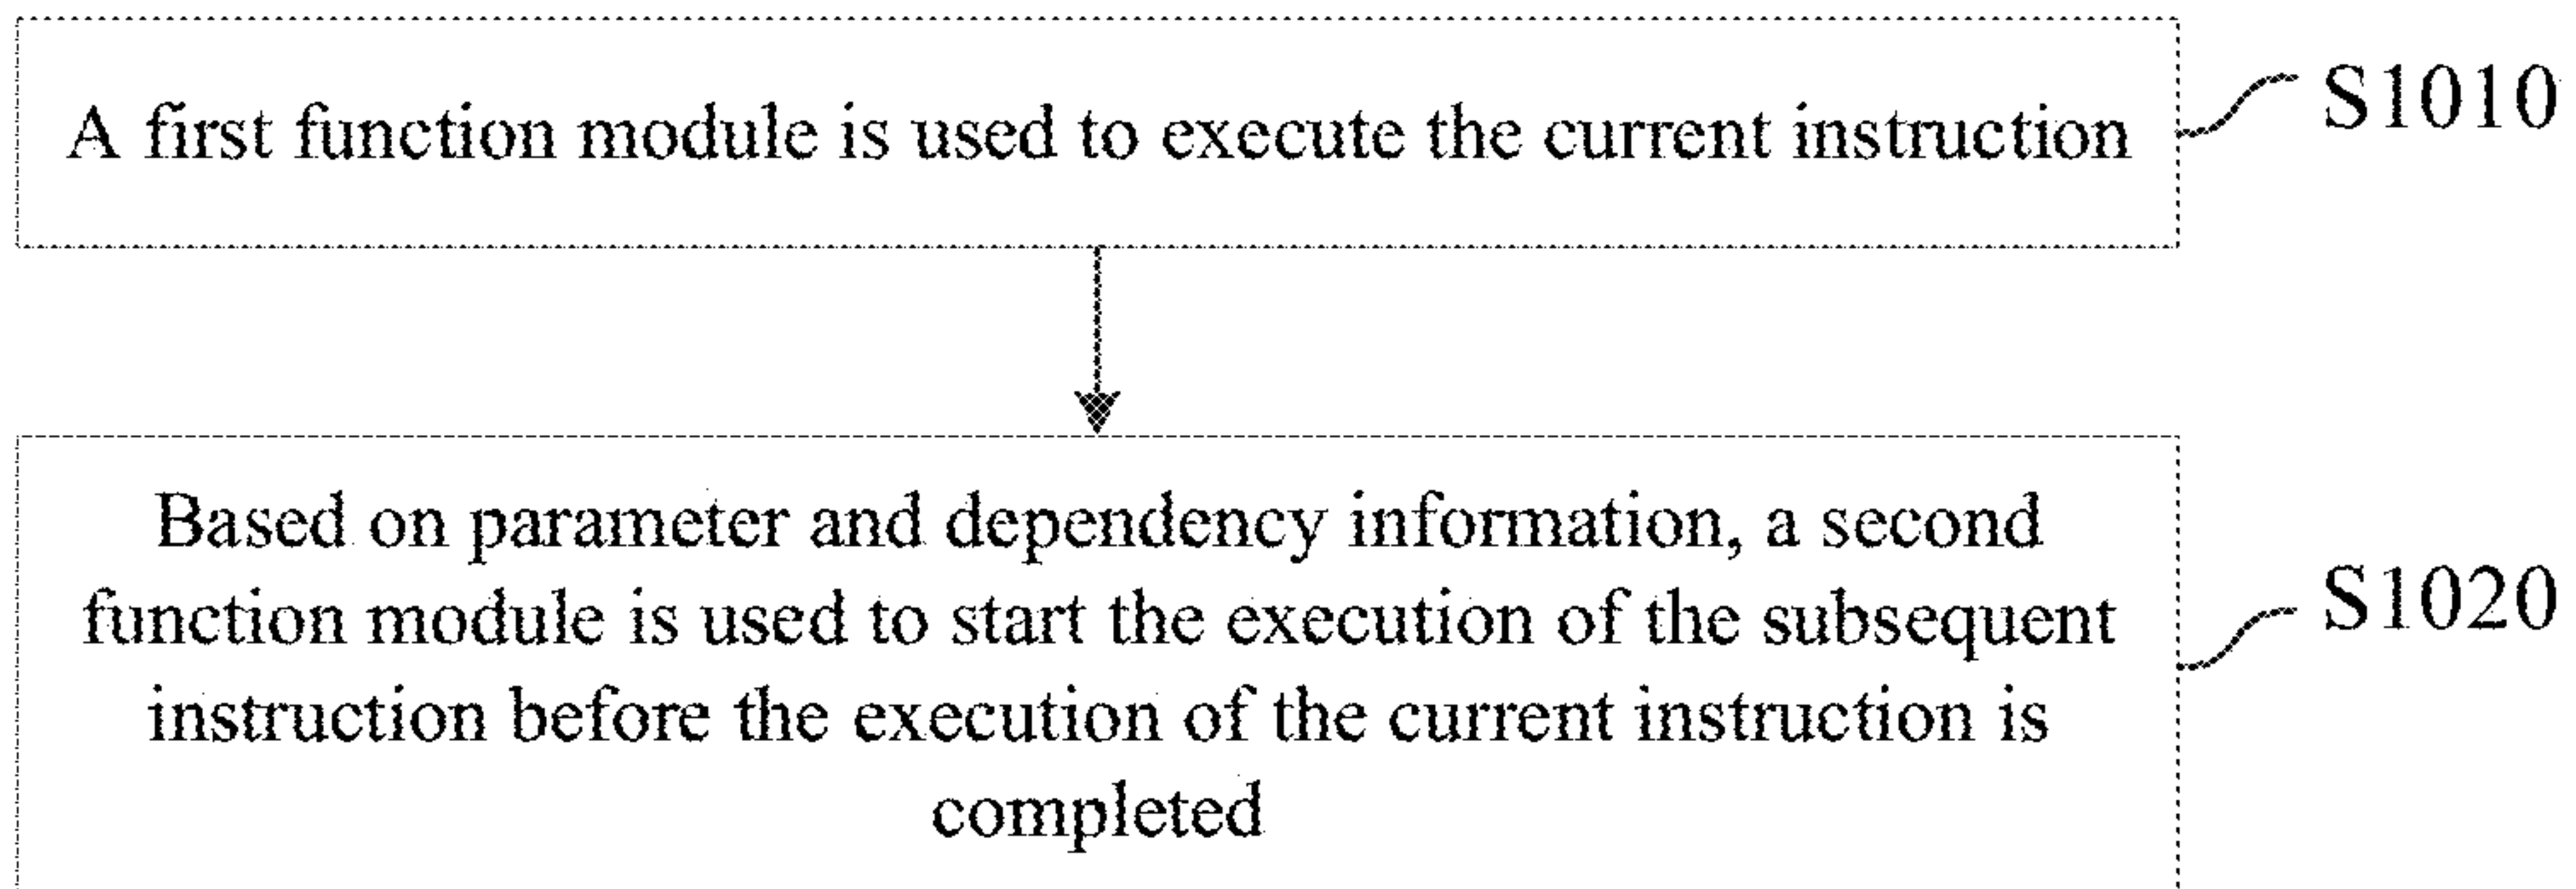 A first function module is used to execute the current instruction
S1010
Based on parameter and dependency information, a second
function module is used to start the execution of the subsequent
instruction before the execution of the current instruction is
completed
S1020